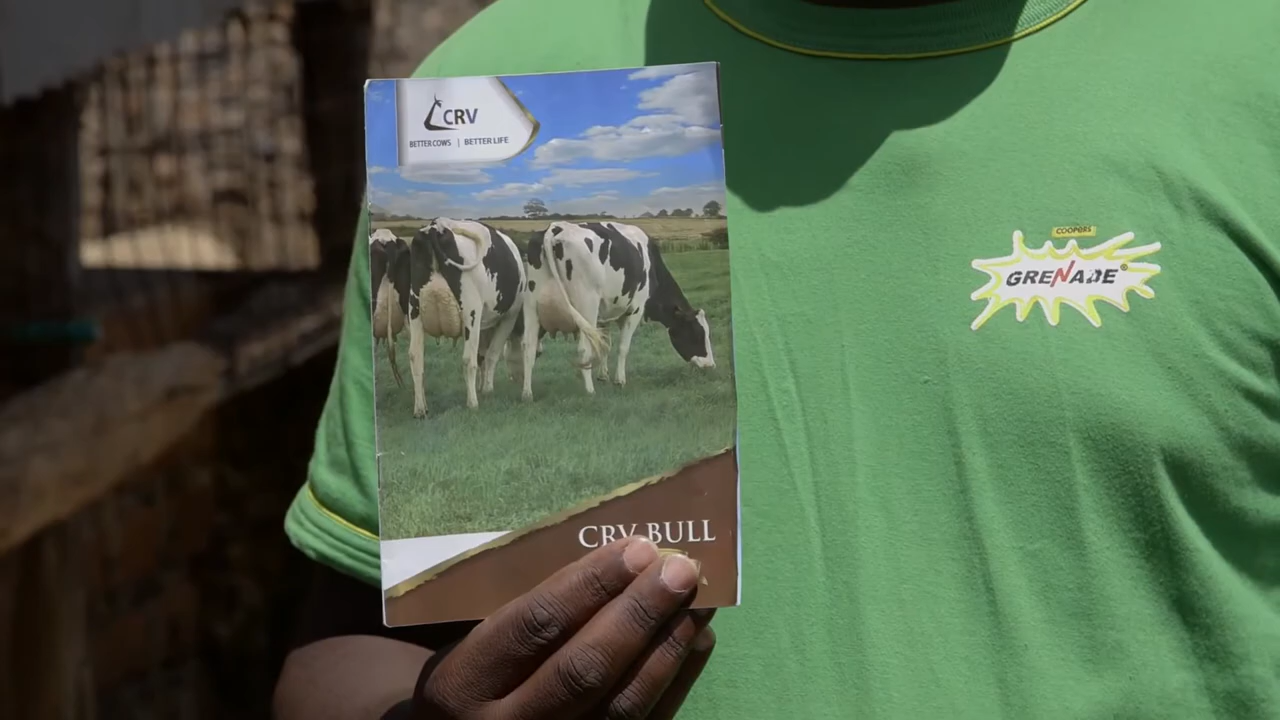 CRV
BETTER COWS | BETTER LIFE
CRV BULL
COOPERS
GRENADE®